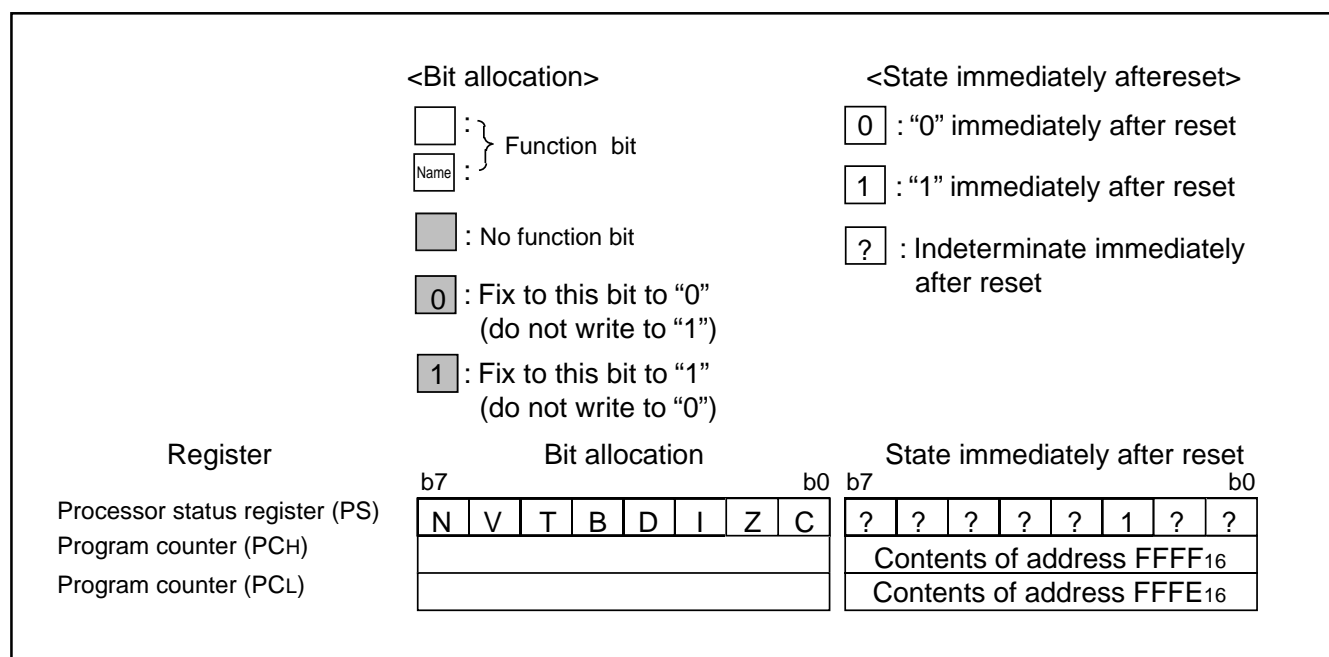 <Bit allocation>
<State immediately aftereset>
:
Function bit
Name :
: No function bit
0 : Fix to this bit to “0”
(do not write to “1”)
1 : Fix to this bit to “1”
(do not write to “0”)
0 : “0” immediately after reset
1 : “1” immediately after reset
? : Indeterminate immediately
after reset
Register Bit allocation State immediately after reset
b7 b0 b7 b0
Processor status register (PS) N V T B D I Z C ? ? ? ? ? 1 ? ?
Program counter (PCH) Contents of address FFFF16
Program counter (PCL) Contents of address FFFE16